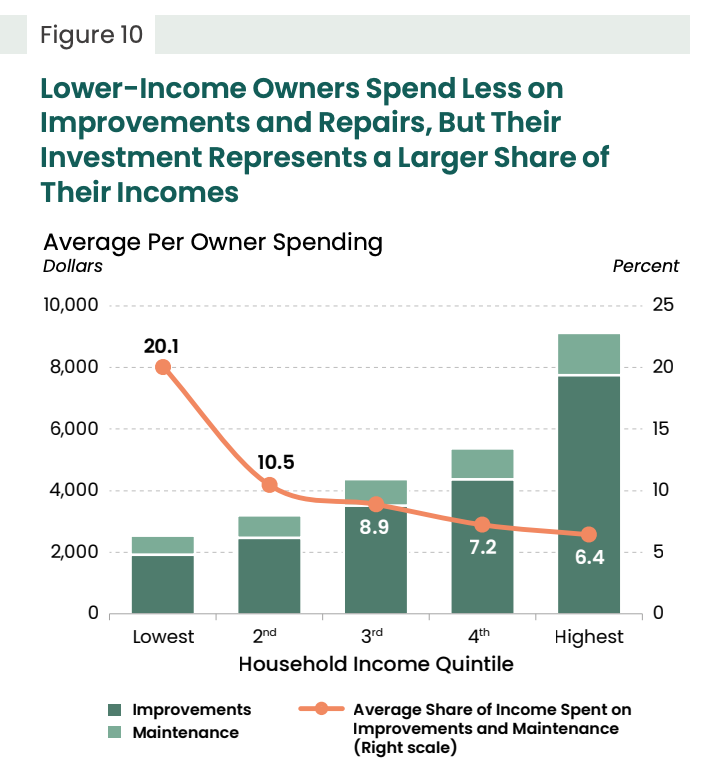 Figure 10
Lower-Income Owners Spend Less on
Improvements and Repairs, But Their
Investment Represents a Larger Share of
Their Incomes
Average Per Owner Spending
Dollars Percent
10,000 25
20.1
8,000 20
6,000 15
10.5
4,000 10
8.9
7.2
6.4
2,000 5
0 0
Lowest 2nd 3rd 4th Highest
Household Income Quintile
Improvements
Maintenance
Average Share of Income Spent on
Improvements and Maintenance
(Right scale)